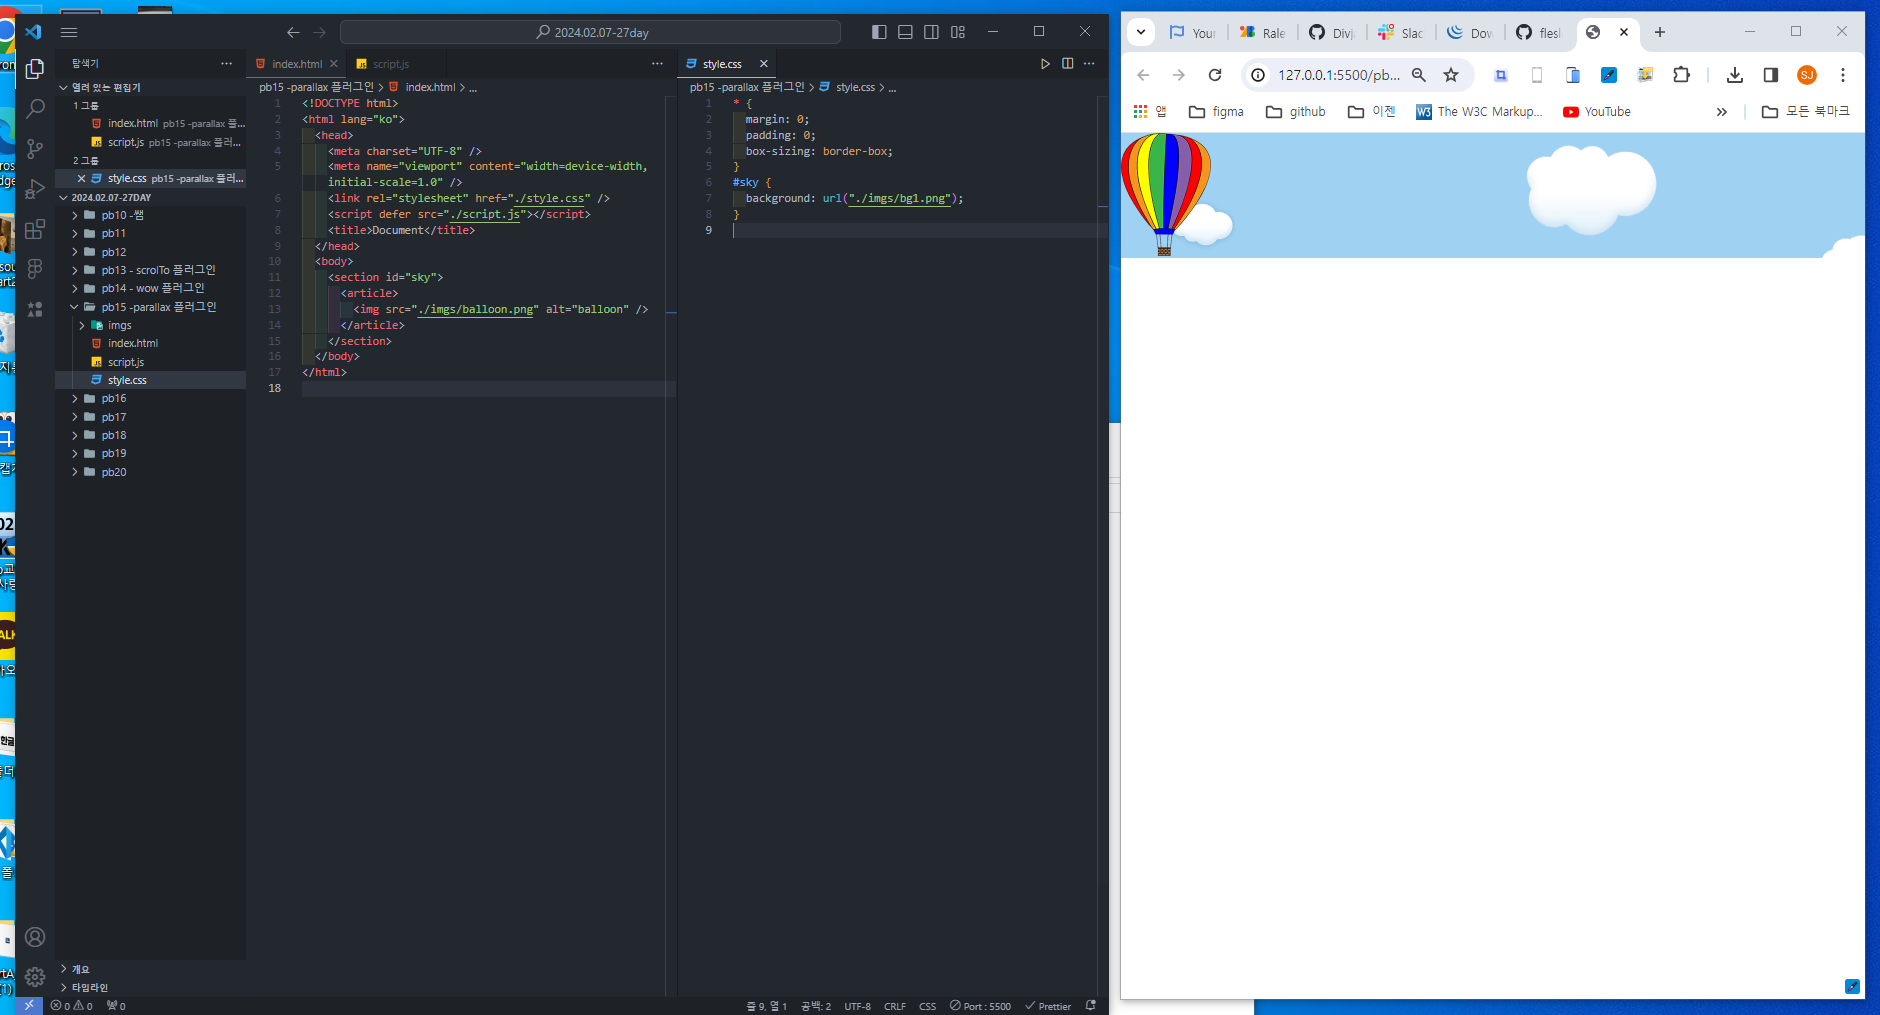 2024.02.07-27day
탐색기
열려 있는 편집기
1 그룹
index.html pb15 -parallax 플...
script.js pb15 -parallax 플러...
2 그룹
style.css pb15 -parallax 플러...
2024.02.07-27DAY
pb10 -쌤
pb11
pb12
pb13 - scrolTo 플러그인
pb14 - wow 플러그인
pb15 -parallax 플러그인
imgs
index.html
script.js
style.css
pb16
pb17
pb18
pb19
pb20
개요
타임라인
index.html
script.js
pb15 -parallax 플러그인 > index.html > ...
1 <!DOCTYPE html>
2 <html lang="ko">
3 <head>
4 <meta charset="UTF-8" />
5 <meta name="viewport" content="width=device-width,
initial-scale=1.0" />
6 <link rel="stylesheet" href="./style.css" />
7 <script defer src="./script.js"></script>
8 <title>Document</title>
9 </head>
10 <body>
11 <section id="sky">
12 <article>
13 <img src="./imgs/balloon.png" alt="balloon" />
14 </article>
15 </section>
16 </body>
17 </html>
18
style.css
pb15 -parallax 플러그인 > style.css > ...
1 * {
2 margin: 0;
3 padding: 0;
4 box-sizing: border-box;
5 }
6 #sky {
7 background: url("./imgs/bg1.png");
8 }
9
0 0 0
줄 9, 열 1 공백: 2 UTF-8 CRLF CSS Port : 5500 Prettier
Your Rale Divj Slac Dov flesl
127.0.0.1:5500/pb...
SJ
앱 figma github 이젠 The W3C Markup... YouTube » 모든 북마크